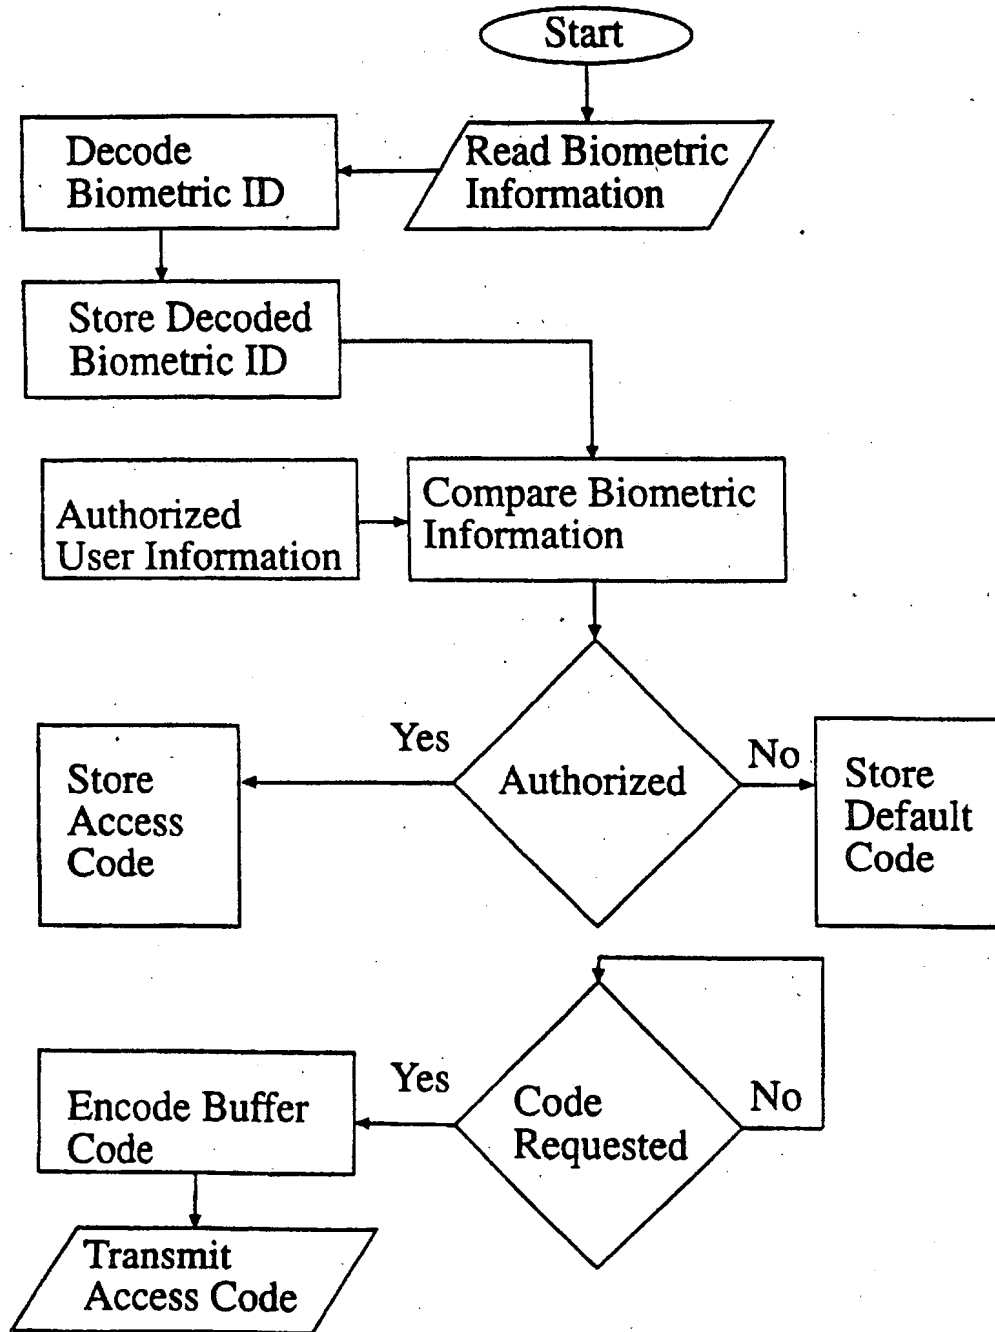 Start
Read Biometric
Information
Decode
Biometric ID
Store Decoded
Biometric ID
Authorized
User Information
Compare Biometric
Information
Authorized
Yes
No
Store
Access
Code
Store
Default
Code
Code
Requested
Yes
No
Encode Buffer
Code
Transmit
Access Code